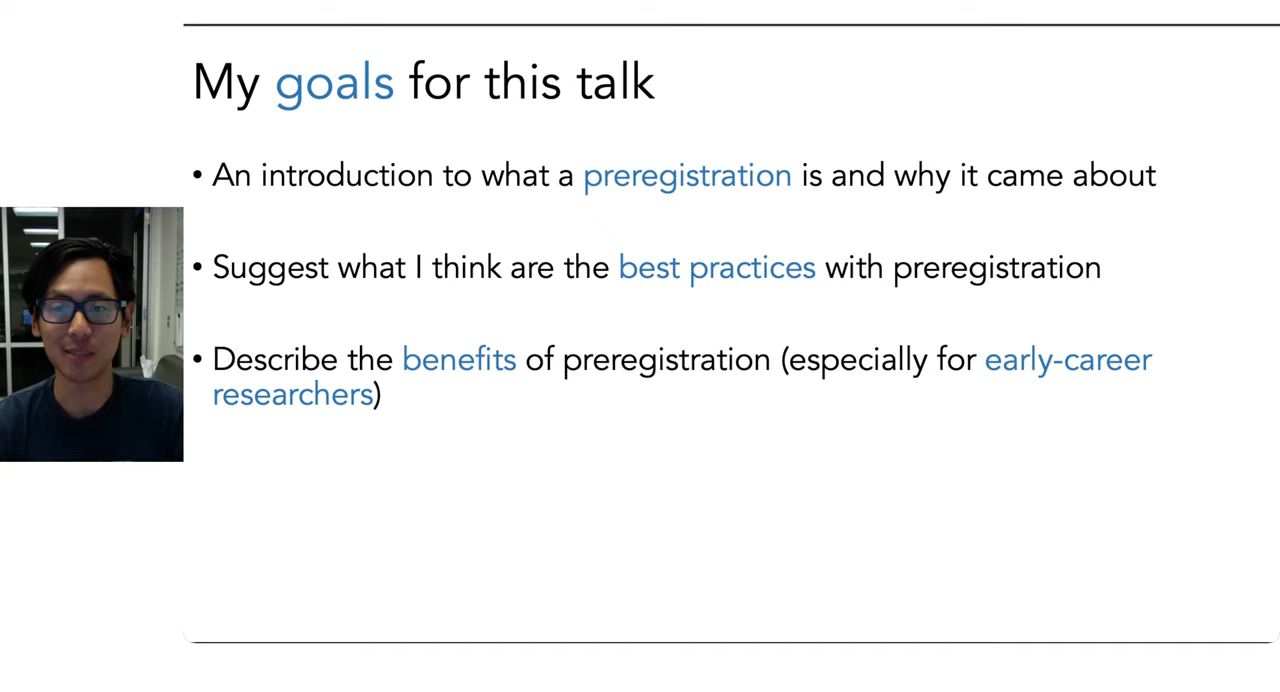 My goals for this talk
• An introduction to what a preregistration is and why it came about
• Suggest what I think are the best practices with preregistration
• Describe the benefits of preregistration (especially for early-career
researchers)